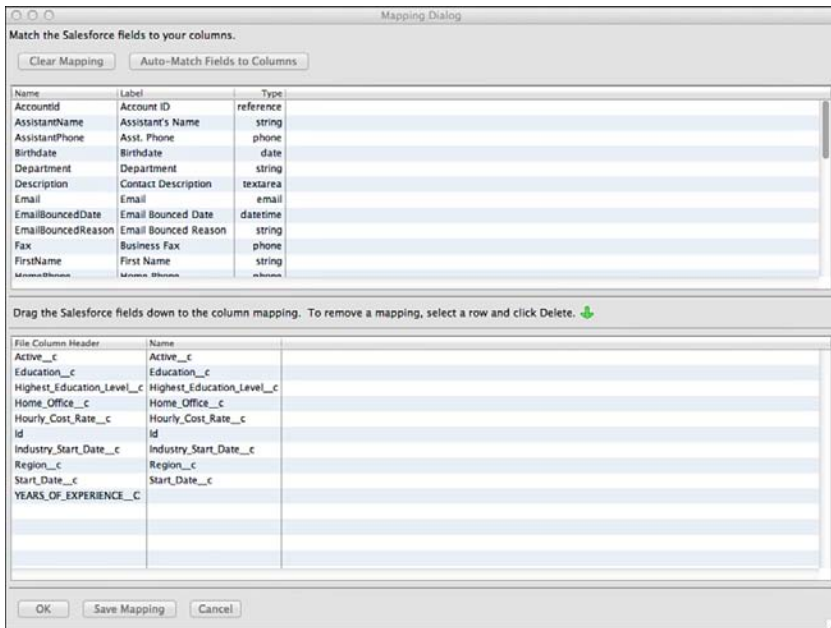 Mapping Dialog
Match the Salesforce fields to your columns.
Clear Mapping Auto-Match Fields to Columns
Name Label Type
AccountId Account ID reference
AssistantName Assistant's Name string
AssistantPhone Asst. Phone phone
Birthdate Birthdate date
Department Department string
Description Contact Description textarea
Email Email email
EmailBouncedDate Email Bounced Date datetime
EmailBouncedReason Email Bounced Reason string
Fax Business Fax phone
FirstName First Name string
HomePhone Home Phone phone
Drag the Salesforce fields down to the column mapping. To remove a mapping, select a row and click Delete.
File Column Header Name
Active__c Active__c
Education__c Education__c
Highest_Education_Level__c Highest_Education_Level__c
Home_Office__c Home_Office__c
Hourly_Cost_Rate__c Hourly_Cost_Rate__c
Id Id
Industry_Start_Date__c Industry_Start_Date__c
Region__c Region__c
Start_Date__c Start_Date__c
YEARS_OF_EXPERIENCE__C
OK Save Mapping Cancel